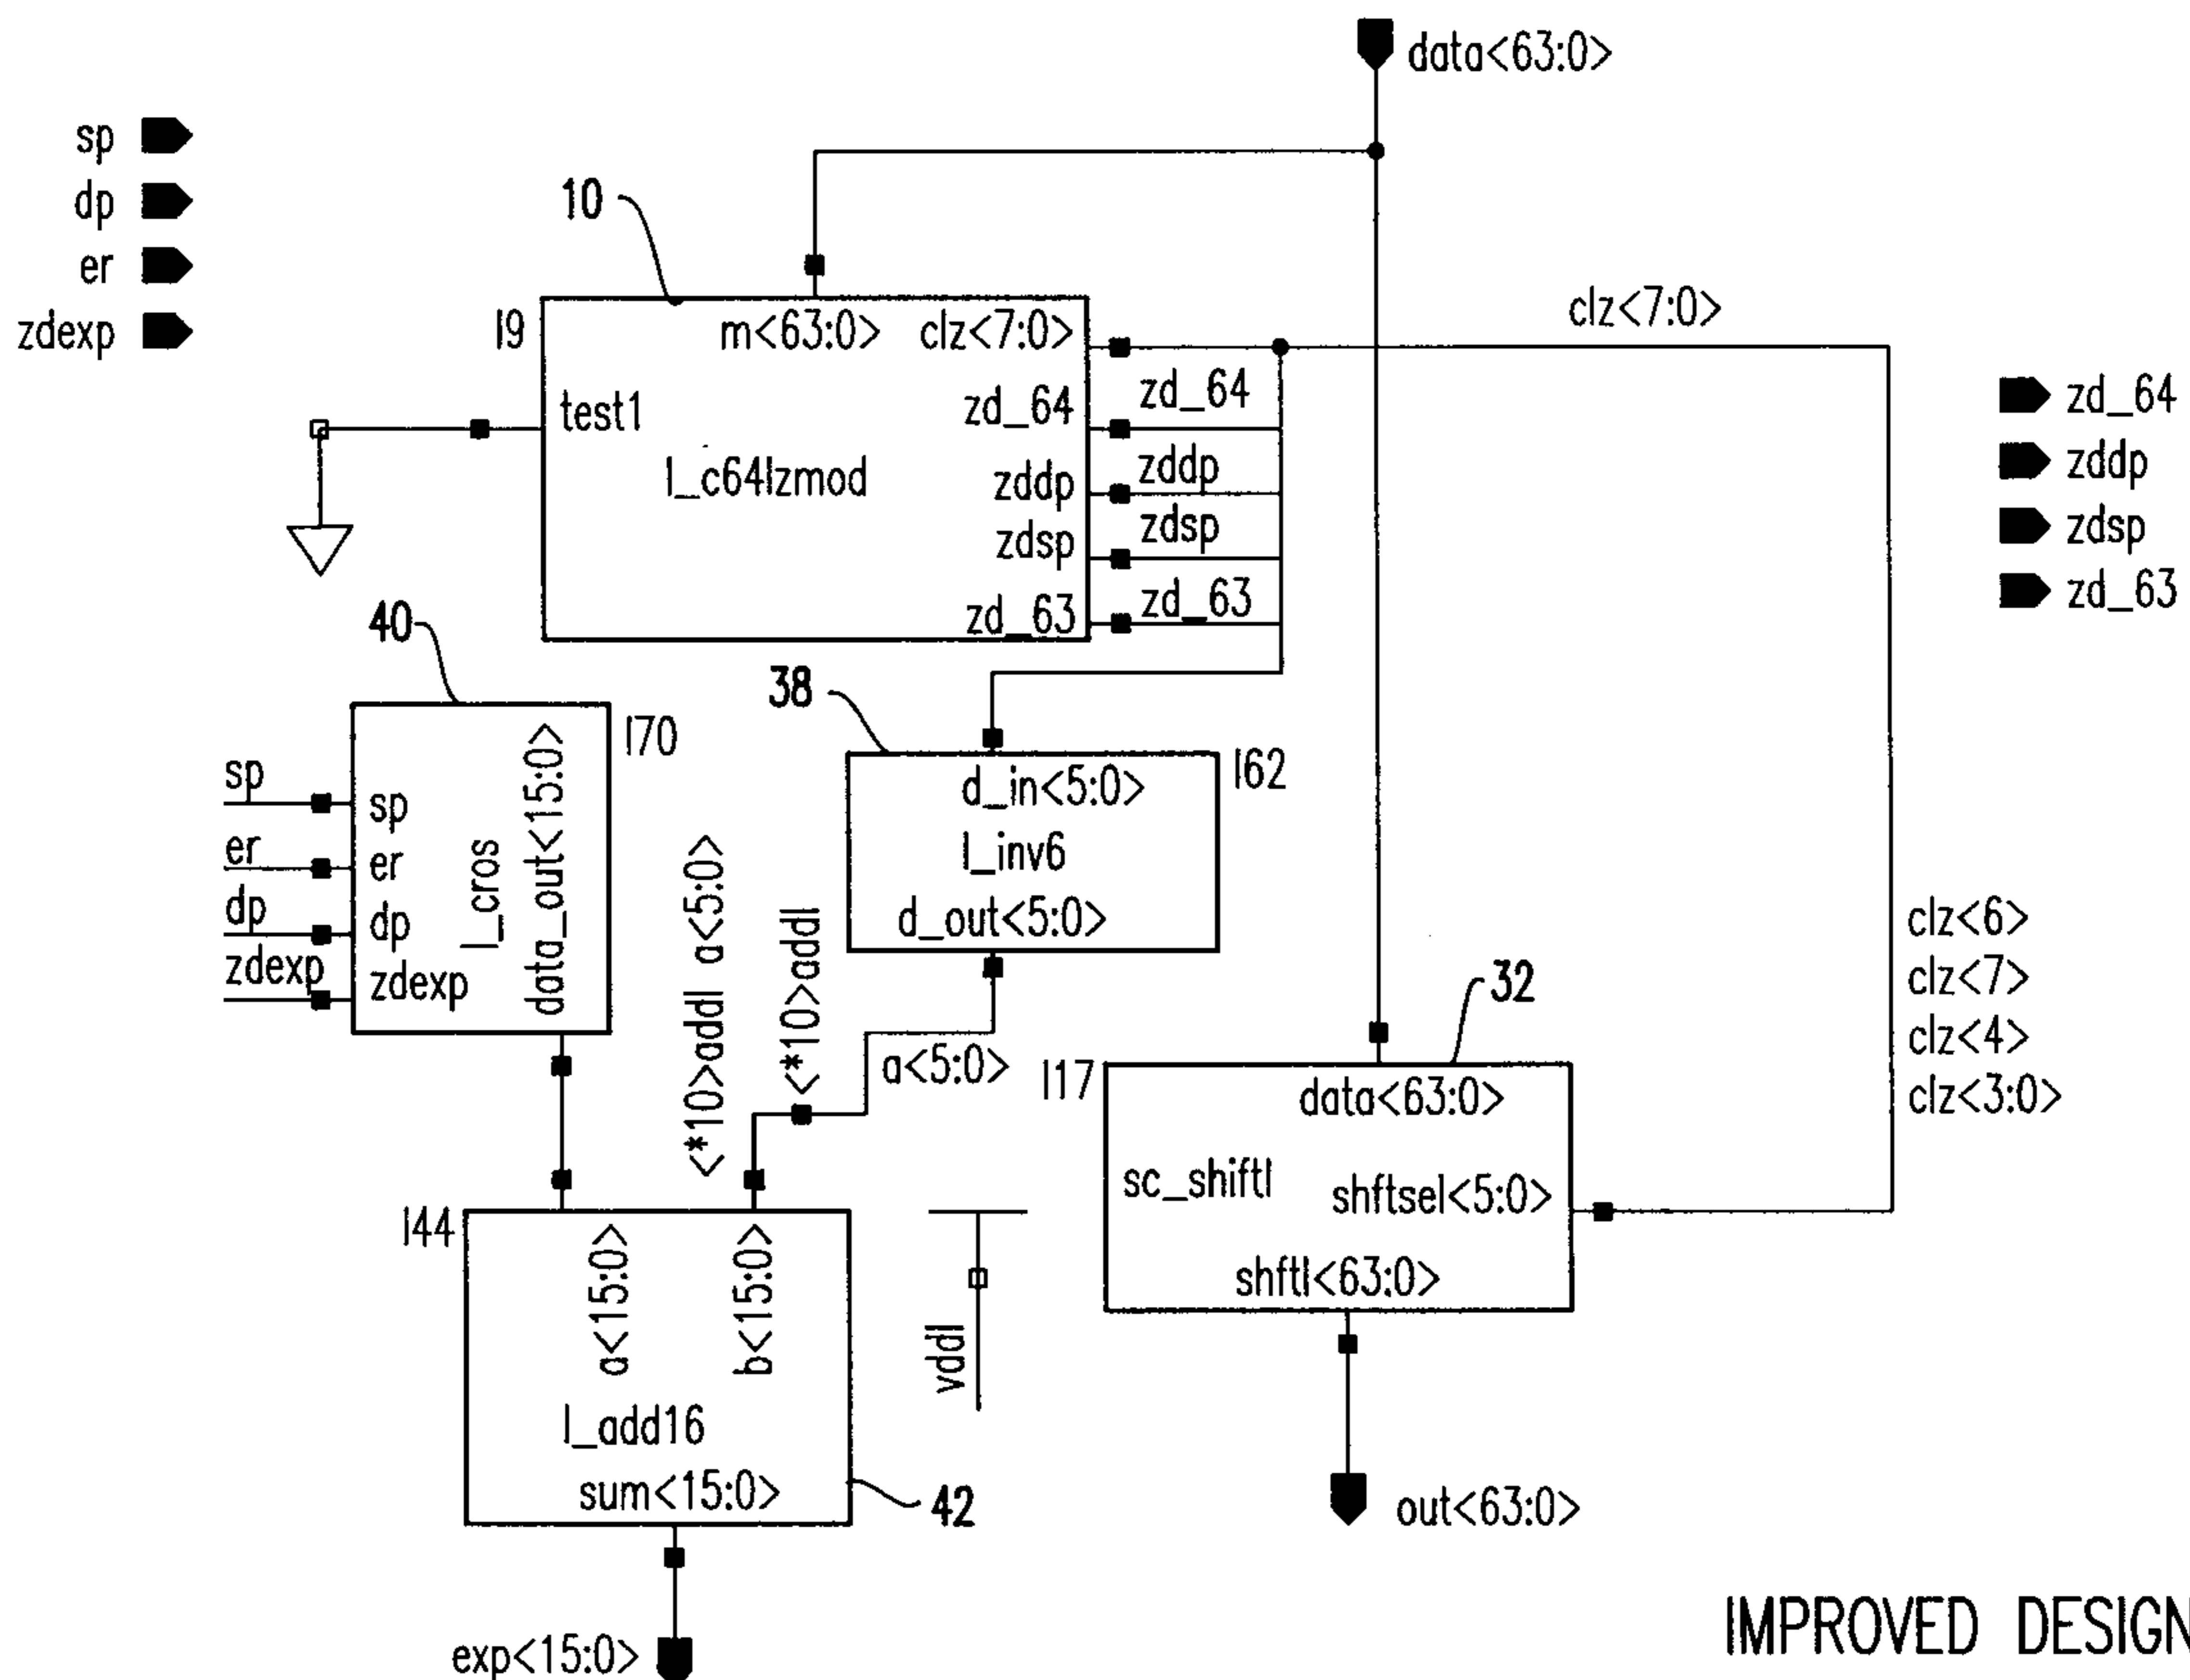 data<63:0>
sp
dp
er
zdexp
10
I9
m<63:0>
clz<7:0>
test1
l_c64lzmod
zd_64
zddp
zdsp
zd_63
zd_64
zddp
zdsp
zd_63
clz<7:0>
zd_64
zddp
zdsp
zd_63
40
I70
sp
er
dp
zdexp
sp
er
dp
zdexp
l_cros
data_out<15:0>
38
I62
d_in<5:0>
l_inv6
d_out<5:0>
<*10>addl a<5:0>
<*10>addl
a<5:0>
clz<6>
clz<7>
clz<4>
clz<3:0>
32
I17
data<63:0>
sc_shiftl
shftsel<5:0>
shftl<63:0>
out<63:0>
I44
a<15:0>
b<15:0>
l_add16
sum<15:0>
42
vddl
exp<15:0>
IMPROVED DESIGN